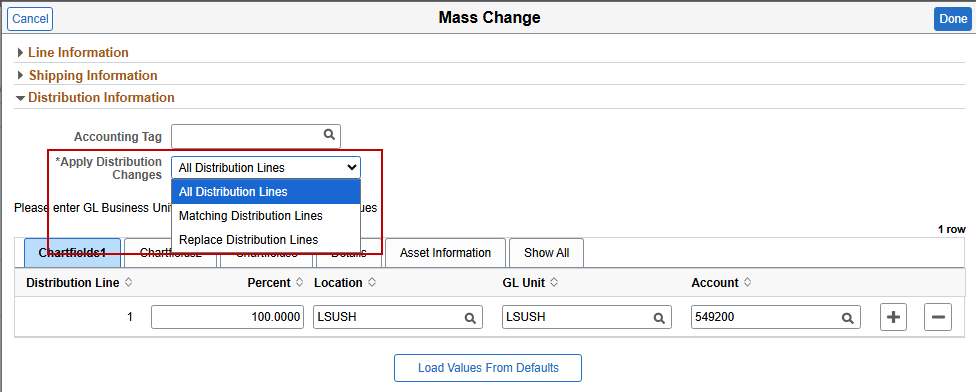 Cancel
Mass Change
Done
Line Information
Shipping Information
Distribution Information
Accounting Tag
*Apply Distribution Changes
All Distribution Lines
All Distribution Lines
Matching Distribution Lines
Replace Distribution Lines
Please enter GL Business Unit
ues
1 row
Chartfields1
Chartfields2
Chartfields3
Details
Asset Information
Show All
Distribution Line
Percent
Location
GL Unit
Account
1
100.0000
LSUSH
LSUSH
549200
Load Values From Defaults